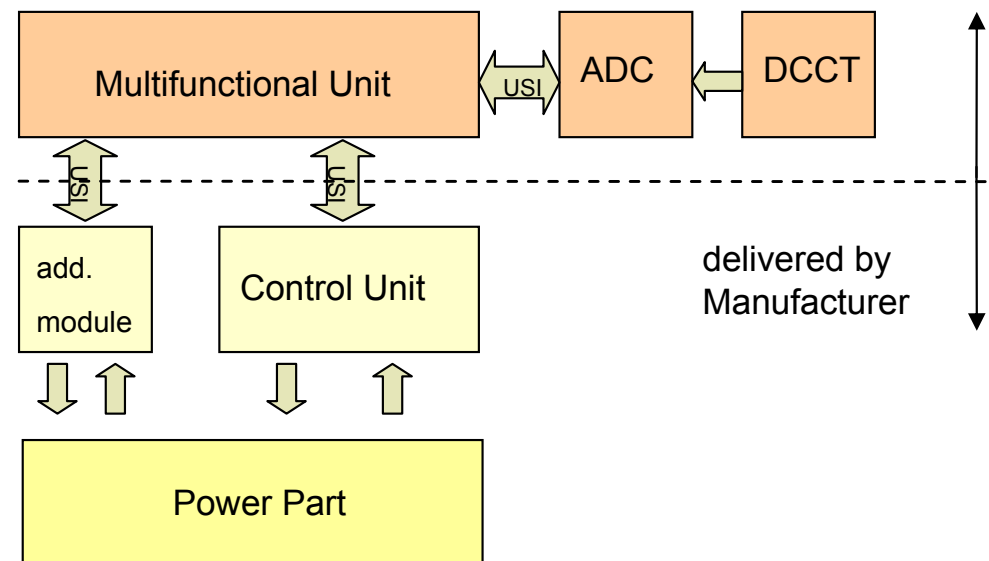 Multifunctional Unit
USI
ADC
DCCT
USI
USI
add.
module
Control Unit
delivered by
Manufacturer
Power Part